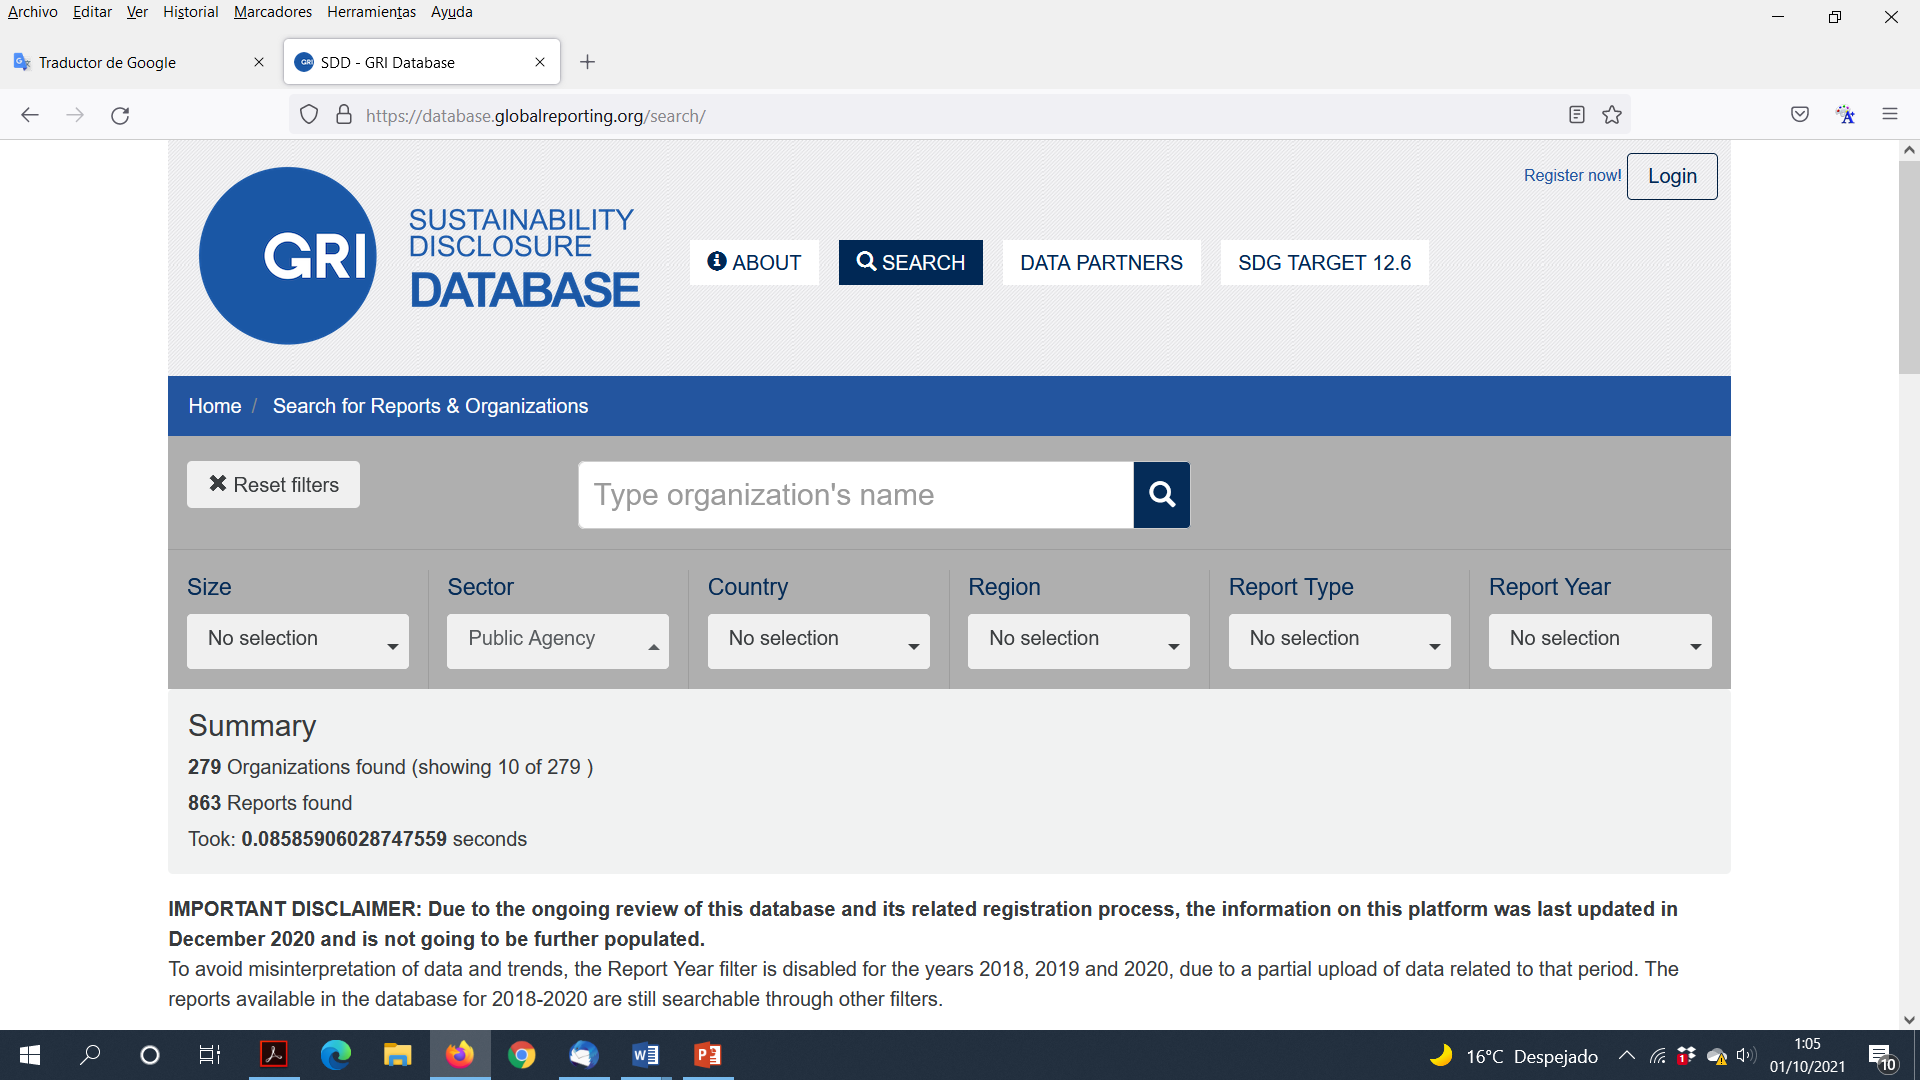 Archivo Editar Ver Historial Marcadores Herramientas Ayuda
Traductor de Google
SDD - GRI Database
https://database.globalreporting.org/search/
Register now! Login
GRI
SUSTAINABILITY
DISCLOSURE
DATABASE
ABOUT SEARCH DATA PARTNERS SDG TARGET 12.6
Home / Search for Reports & Organizations
Reset filters
Type organization's name
Size Sector Country Region Report Type Report Year
No selection Public Agency No selection No selection No selection No selection
Summary
279 Organizations found (showing 10 of 279 )
863 Reports found
Took: 0.08585906028747559 seconds
IMPORTANT DISCLAIMER: Due to the ongoing review of this database and its related registration process, the information on this platform was last updated in
December 2020 and is not going to be further populated.
To avoid misinterpretation of data and trends, the Report Year filter is disabled for the years 2018, 2019 and 2020, due to a partial upload of data related to that period. The
reports available in the database for 2018-2020 are still searchable through other filters.
16°C Despejado
1:05
01/10/2021
10